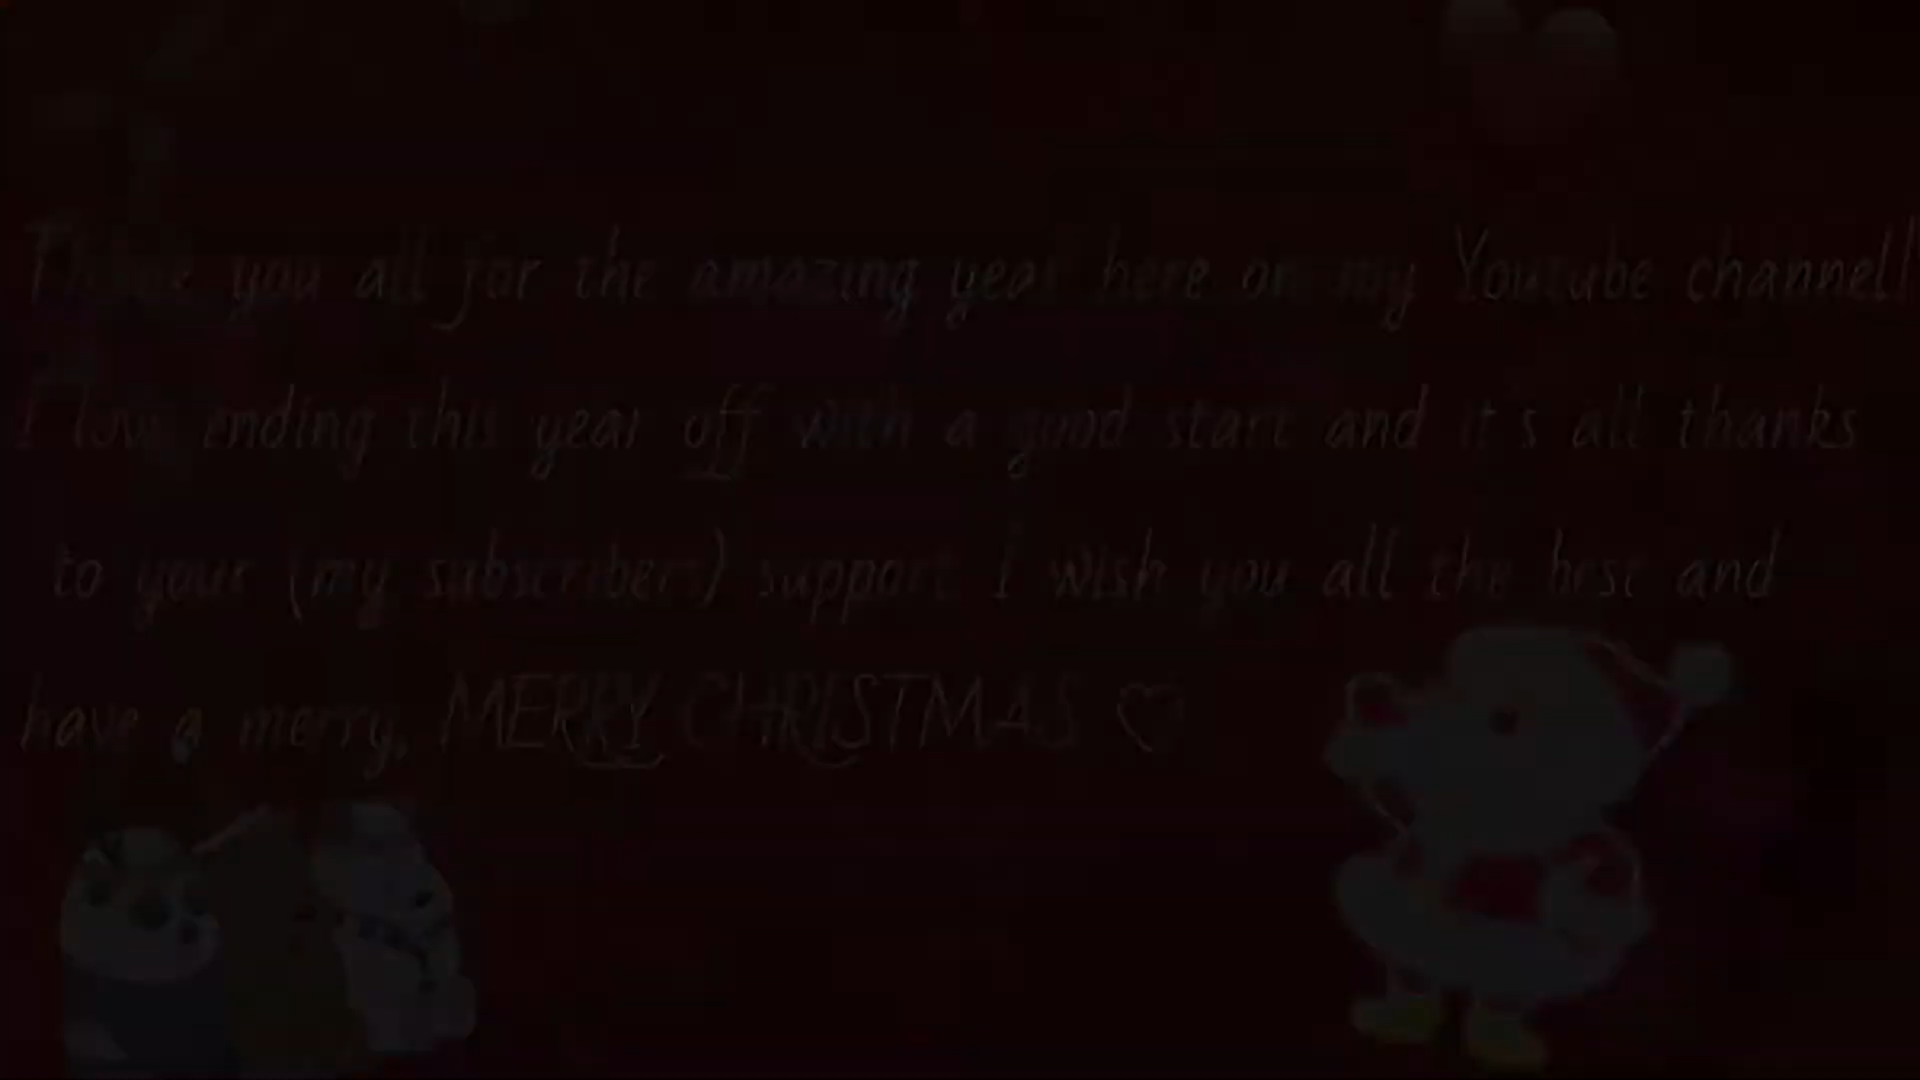 Thank you all for the amazing year here on my Youtube channel!
I love ending this year off with a good start and it's all thanks
to your (my subscribers) support. I wish you all the best and
have a merry, MERRY CHRISTMAS ♡